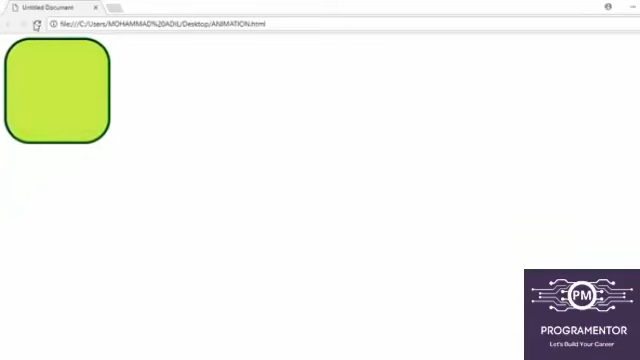 Untitled Document
file:///C:/Users/MOHAMMAD%20ADIL/Desktop/ANIMATION.html
PM
PROGRAMENTOR
Let's Build Your Career